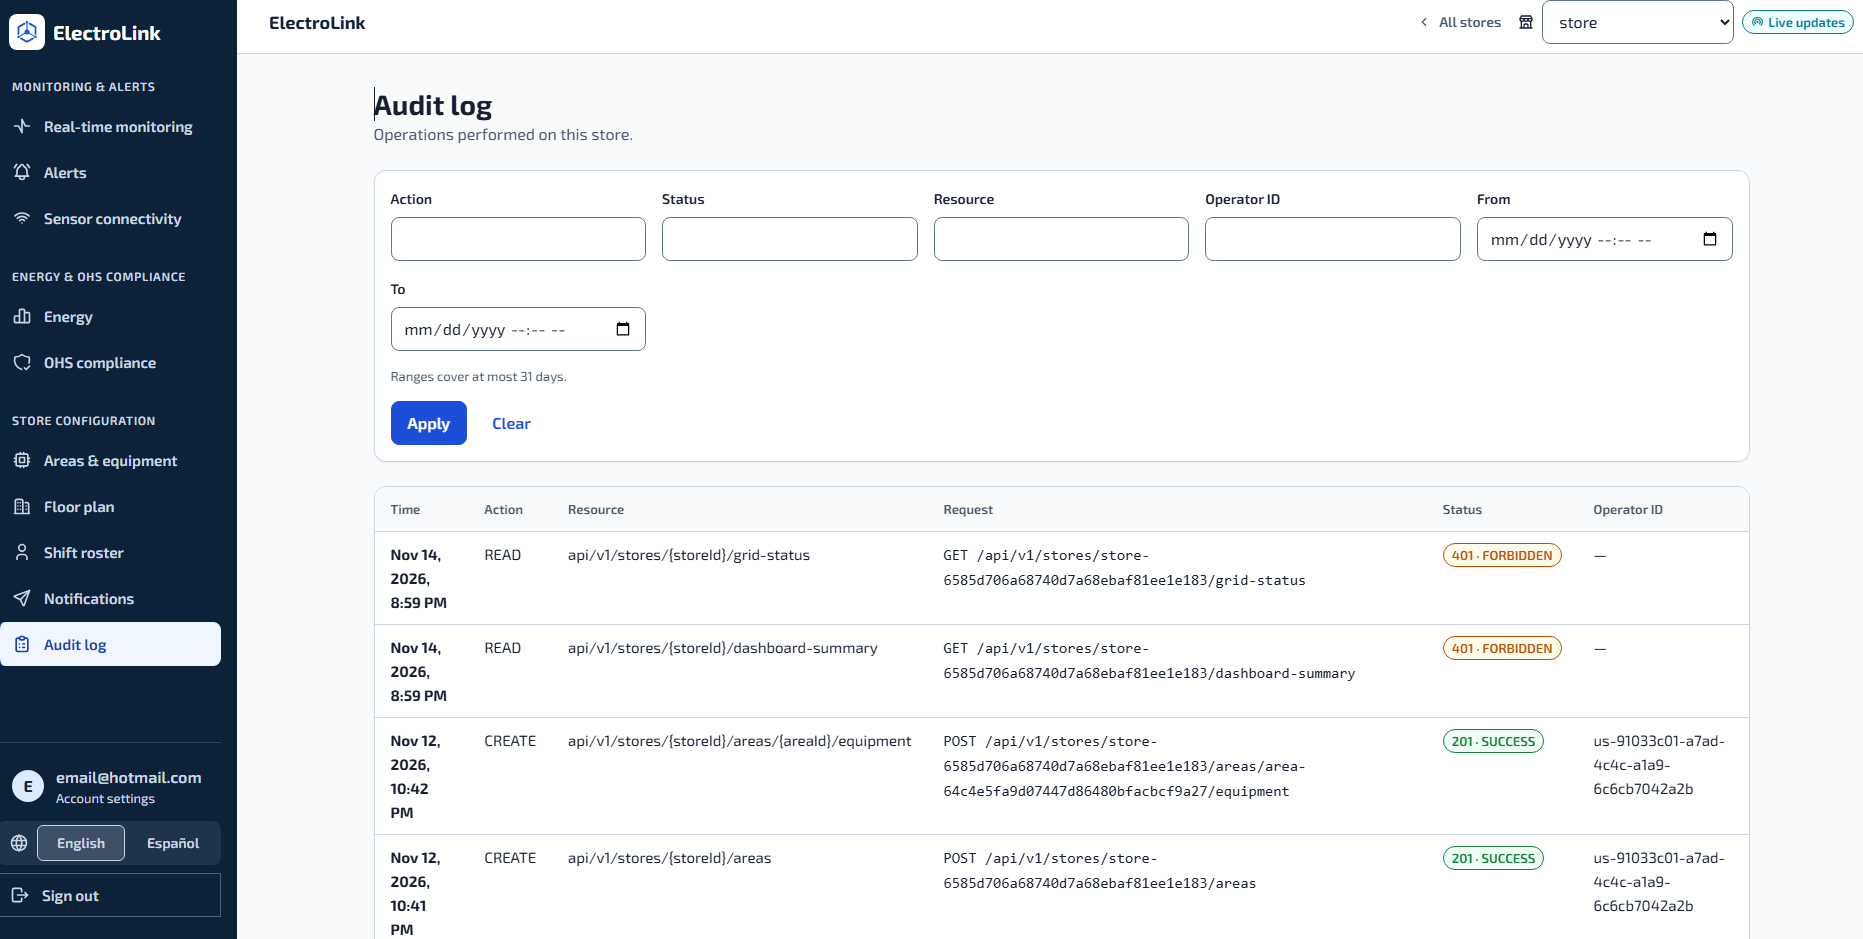 ElectroLink
MONITORING & ALERTS
Real-time monitoring
Alerts
Sensor connectivity
ENERGY & OHS COMPLIANCE
Energy
OHS compliance
STORE CONFIGURATION
Areas & equipment
Floor plan
Shift roster
Notifications
Audit log
E
email@hotmail.com
Account settings
English
Español
Sign out
ElectroLink
All stores
store
Live updates
Audit log
Operations performed on this store.
Action
Status
Resource
Operator ID
From
mm/dd/yyyy --:-- --
To
mm/dd/yyyy --:-- --
Ranges cover at most 31 days.
Apply
Clear
Time
Action
Resource
Request
Status
Operator ID
Nov 14,
2026,
8:59 PM
READ
api/v1/stores/{storeId}/grid-status
GET /api/v1/stores/store-
6585d706a68740d7a68ebaf81ee1e183/grid-status
401 · FORBIDDEN
—
Nov 14,
2026,
8:59 PM
READ
api/v1/stores/{storeId}/dashboard-summary
GET /api/v1/stores/store-
6585d706a68740d7a68ebaf81ee1e183/dashboard-summary
401 · FORBIDDEN
—
Nov 12,
2026,
10:42
PM
CREATE
api/v1/stores/{storeId}/areas/{areaId}/equipment
POST /api/v1/stores/store-
6585d706a68740d7a68ebaf81ee1e183/areas/area-
64c4e5fa9d07447d86480bfacbcf9a27/equipment
201 · SUCCESS
us-91033c01-a7ad-
4c4c-a1a9-
6c6cb7042a2b
Nov 12,
2026,
10:41
PM
CREATE
api/v1/stores/{storeId}/areas
POST /api/v1/stores/store-
6585d706a68740d7a68ebaf81ee1e183/areas
201 · SUCCESS
us-91033c01-a7ad-
4c4c-a1a9-
6c6cb7042a2b